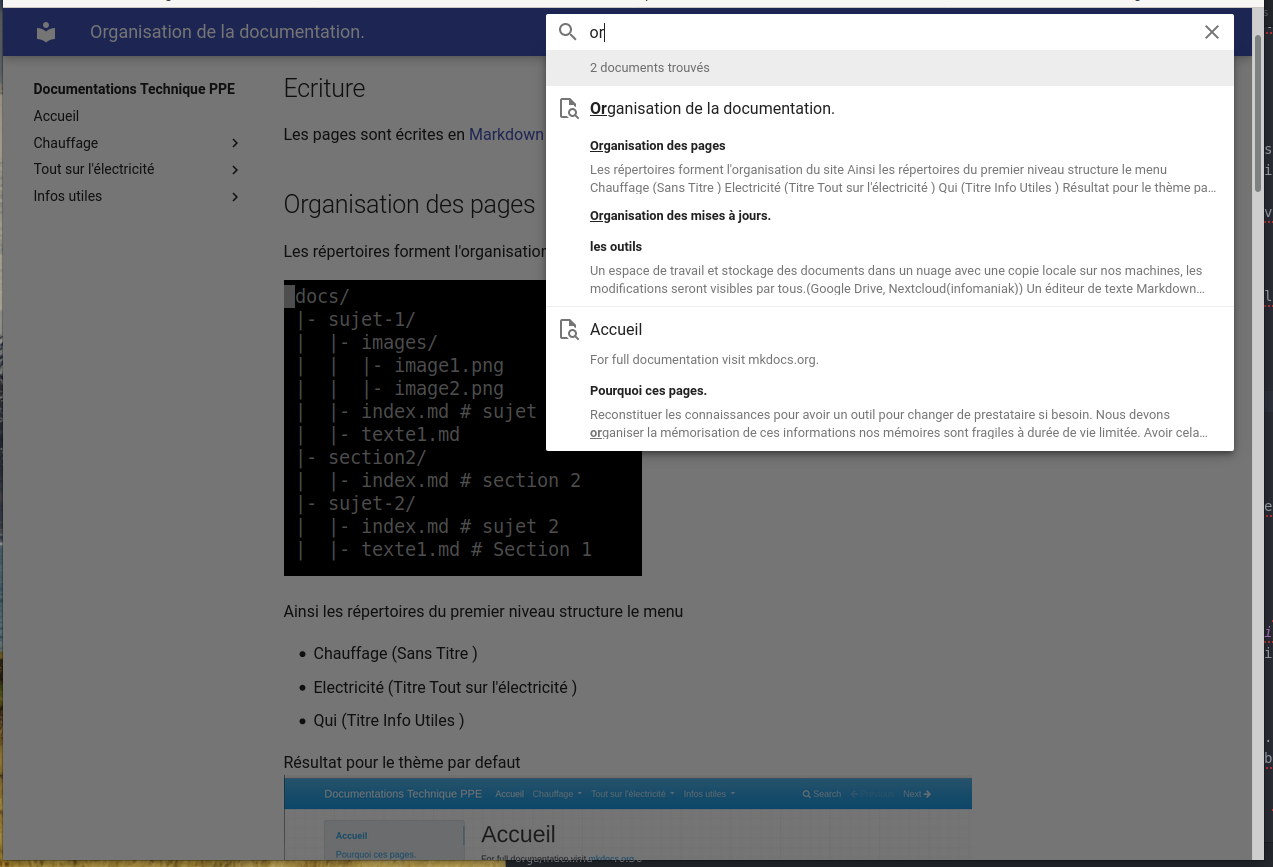 Organisation de la documentation.
or
2 documents trouvés
Organisation de la documentation.
Organisation des pages
Les répertoires forment l'organisation du site Ainsi les répertoires du premier niveau structure le menu
Chauffage (Sans Titre ) Electricité (Titre Tout sur l'électricité ) Qui (Titre Info Utiles ) Résultat pour le thème pa…
Organisation des mises à jours.
les outils
Un espace de travail et stockage des documents dans un nuage avec une copie locale sur nos machines, les
modifications seront visibles par tous.(Google Drive, Nextcloud(infomaniak)) Un éditeur de texte Markdown…
Accueil
For full documentation visit mkdocs.org.
Pourquoi ces pages.
Reconstituer les connaissances pour avoir un outil pour changer de prestataire si besoin. Nous devons
organiser la mémorisation de ces informations nos mémoires sont fragiles à durée de vie limitée. Avoir cela…
Documentations Technique PPE
Accueil
Chauffage
Tout sur l'électricité
Infos utiles
Ecriture
Les pages sont écrites en Markdown
Organisation des pages
Les répertoires forment l'organisation
docs/
|- sujet-1/
|  |- images/
|  |  |- image1.png
|  |  |- image2.png
|  |- index.md # sujet
|  |- texte1.md
|- section2/
|  |- index.md # section 2
|- sujet-2/
|  |- index.md # sujet 2
|  |- texte1.md # Section 1
Ainsi les répertoires du premier niveau structure le menu
• Chauffage (Sans Titre )
• Electricité (Titre Tout sur l'électricité )
• Qui (Titre Info Utiles )
Résultat pour le thème par defaut
Documentations Technique PPE Accueil Chauffage Tout sur l'électricité Infos utiles Search Previous Next
Accueil
Pourquoi ces pages.
Accueil
For full documentation visit mkdocs.org